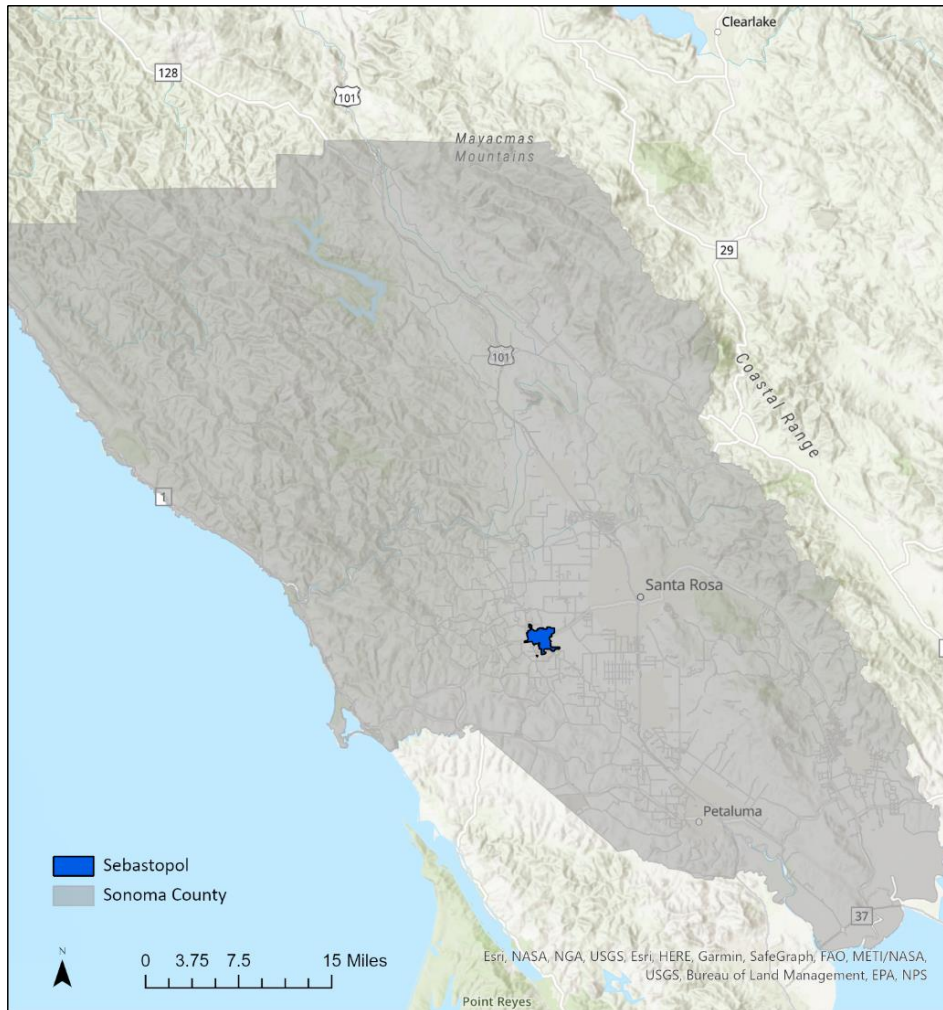 Clearlake
128
101
Mayacmas
Mountains
29
101
Coastal Range
1
Santa Rosa
Petaluma
Sebastopol
Sonoma County
37
N
0 3.75 7.5 15 Miles
Esri, NASA, NGA, USGS, Esri, HERE, Garmin, SafeGraph, FAO, METI/NASA,
USGS, Bureau of Land Management, EPA, NPS
Point Reyes